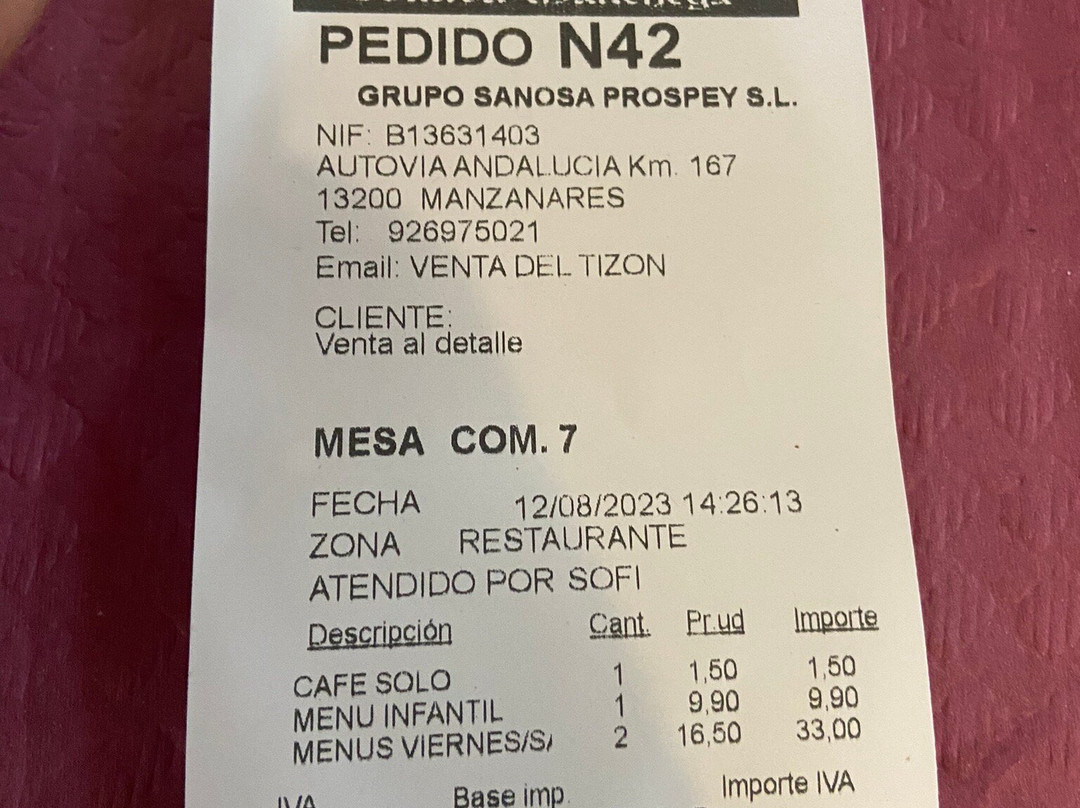 PEDIDO N42
GRUPO SANOSA PROSPEY S.L.
NIF: B13631403
AUTOVIA ANDALUCIA Km. 167
13200 MANZANARES
Tel: 926975021
Email: VENTA DEL TIZON
CLIENTE:
Venta al detalle
MESA COM. 7
FECHA 12/08/2023 14:26:13
ZONA RESTAURANTE
ATENDIDO POR SOFI
Descripción Cant. Pr.ud Importe
CAFE SOLO 1 1,50 1,50
MENU INFANTIL 1 9,90 9,90
MENUS VIERNES/S 2 16,50 33,00
IVA Base imp. Importe IVA